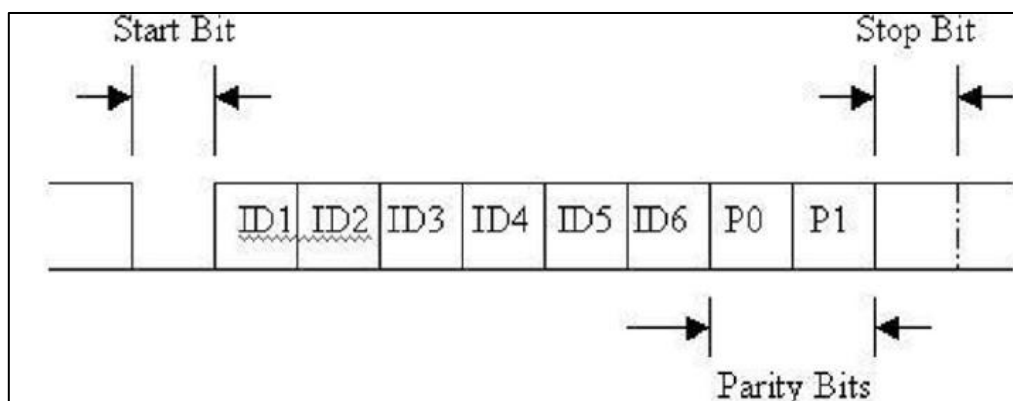 Start Bit Stop Bit
ID1 ID2 ID3 ID4 ID5 ID6 P0 P1
Parity Bits